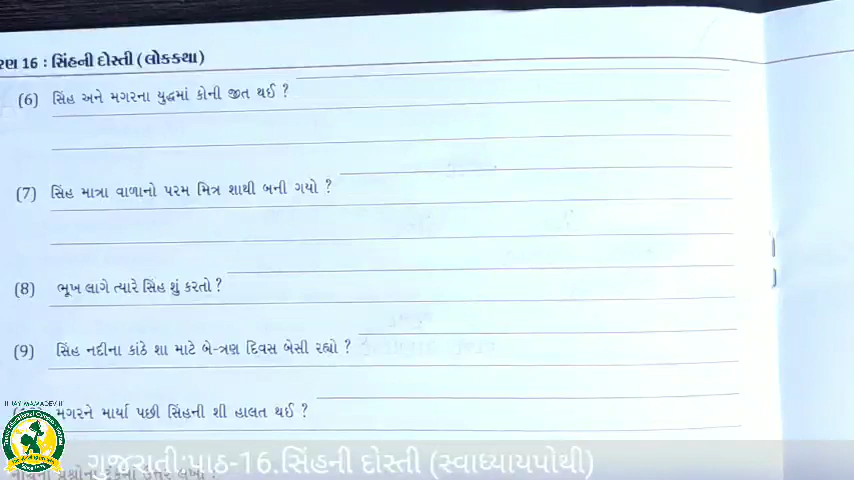 રણ 16 : સિંહની દોસ્તી (લોકકથા)
(6) સિંહ અને મગરના યુદ્ધમાં કોની જીત થઈ ?
(7) સિંહ માત્રા વાળાનો પરમ મિત્ર શાથી બની ગયો ?
(8) ભૂખ લાગે ત્યારે સિંહ શું કરતો ?
(9) સિંહ નદીના કાંઠે શા માટે બે-ત્રણ દિવસ બેસી રહ્યો ?
મગરને માર્યા પછી સિંહની શી હાલત થઈ ?
ગુજરાતી:પાઠ-16.સિંહની દોસ્તી (સ્વાધ્યાયપોથી)